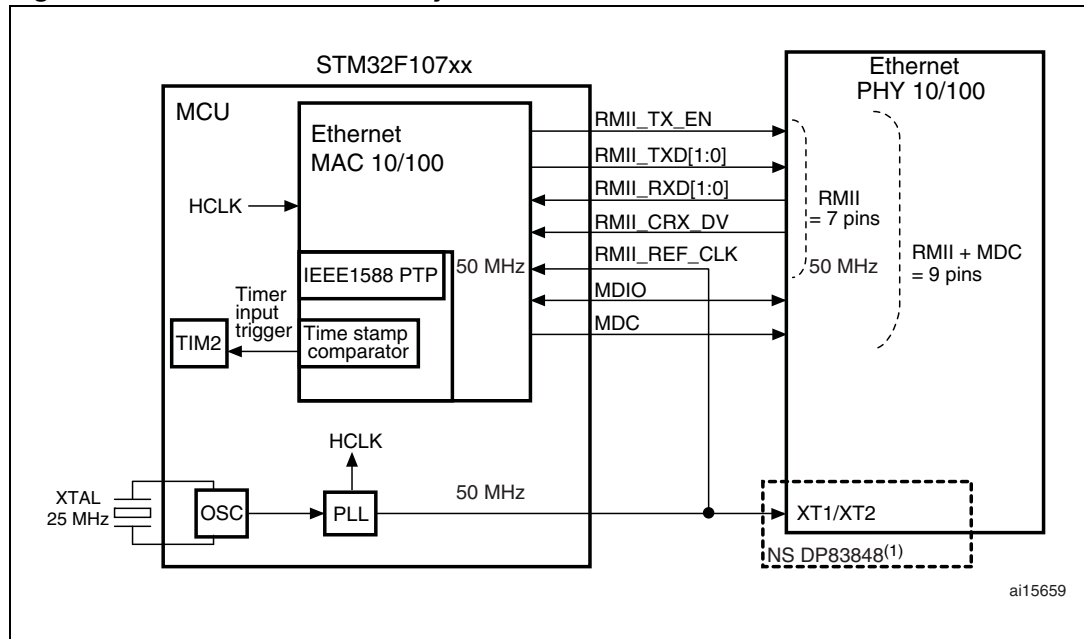 STM32F107xx
MCU
Ethernet
MAC 10/100
HCLK
IEEE1588 PTP
Timer
input
trigger
TIM2
Time stamp
comparator
50 MHz
HCLK
XTAL
25 MHz
OSC
PLL
50 MHz
RMII_TX_EN
RMII_TXD[1:0]
RMII_RXD[1:0]
RMII_CRX_DV
RMII_REF_CLK
MDIO
MDC
Ethernet
PHY 10/100
RMII
= 7 pins
50 MHz
RMII + MDC
= 9 pins
XT1/XT2
NS DP83848(1)
ai15659